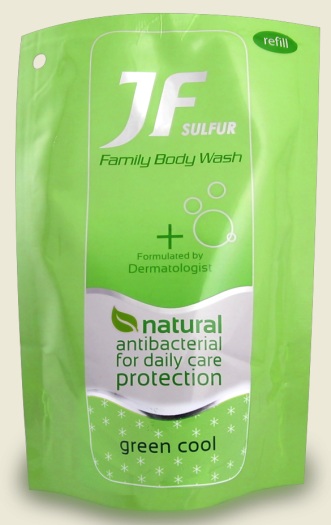 refill
JF
SULFUR
Family Body Wash
+
Formulated by
Dermatologist
natural
antibacterial
for daily care
protection
green cool